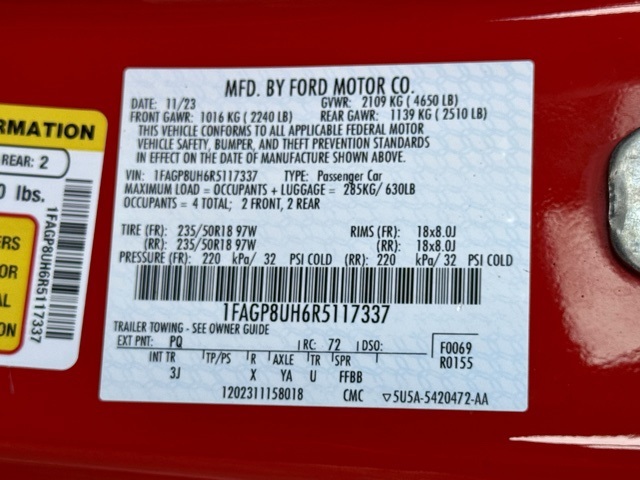 MFD. BY FORD MOTOR CO.
DATE: 11/23 GVWR: 2109 KG ( 4650 LB)
FRONT GAWR: 1016 KG ( 2240 LB) REAR GAWR: 1139 KG ( 2510 LB)
THIS VEHICLE CONFORMS TO ALL APPLICABLE FEDERAL MOTOR
VEHICLE SAFETY, BUMPER, AND THEFT PREVENTION STANDARDS
IN EFFECT ON THE DATE OF MANUFACTURE SHOWN ABOVE.
VIN: 1FAGP8UH6R5117337 TYPE: Passenger Car
MAXIMUM LOAD = OCCUPANTS + LUGGAGE = 285KG/ 630LB
OCCUPANTS = 4 TOTAL; 2 FRONT, 2 REAR
TIRE (FR): 235/50R18 97W RIMS (FR): 18x8.0J
(RR): 235/50R18 97W (RR): 18x8.0J
PRESSURE (FR): 220 kPa/ 32 PSI COLD (RR): 220 kPa/ 32 PSI COLD
1FAGP8UH6R5117337
TRAILER TOWING - SEE OWNER GUIDE
EXT PNT: PQ RC: 72 DSO: F0069
INT TR TP/PS R AXLE TR SPR R0155
3J X YA U FFBB
1202311158018 CMC ▽5U5A-5420472-AA
ORMATION
REAR: 2
0 lbs.
1FAGP8UH6R5117337